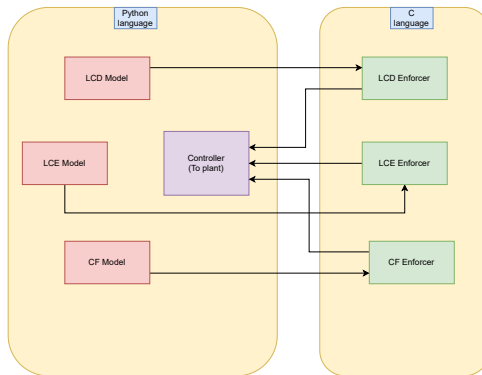 Python
language
C
language
LCD Model
LCD Enforcer
LCE Model
Controller
(To plant)
LCE Enforcer
CF Model
CF Enforcer